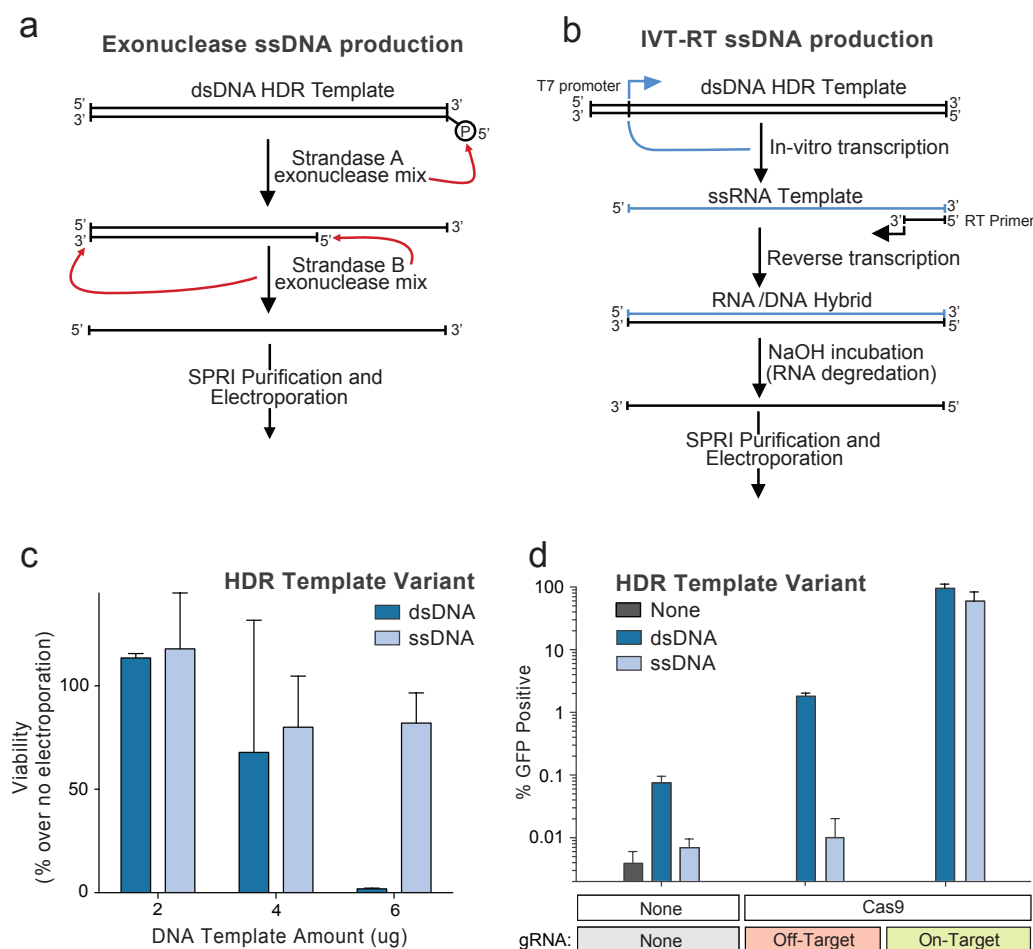 a
Exonuclease ssDNA production
dsDNA HDR Template
5’
3’
3’
P
5’
Strandase A
exonuclease mix
5’
3’
3’
5’
Strandase B
exonuclease mix
5’
3’
SPRI Purification and
Electroporation
b
IVT-RT ssDNA production
T7 promoter
dsDNA HDR Template
5’
3’
3’
5’
In-vitro transcription
ssRNA Template
5’
3’
3’
5’
RT Primer
Reverse transcription
RNA/DNA Hybrid
5’
3’
3’
5’
NaOH incubation
(RNA degredation)
3’
5’
SPRI Purification and
Electroporation
c
HDR Template Variant
dsDNA
ssDNA
Viability
(% over no electroporation)
100
50
0
2
4
6
DNA Template Amount (ug)
d
HDR Template Variant
None
dsDNA
ssDNA
% GFP Positive
100
10
1
0.1
0.01
None
Cas9
gRNA:
None
Off-Target
On-Target